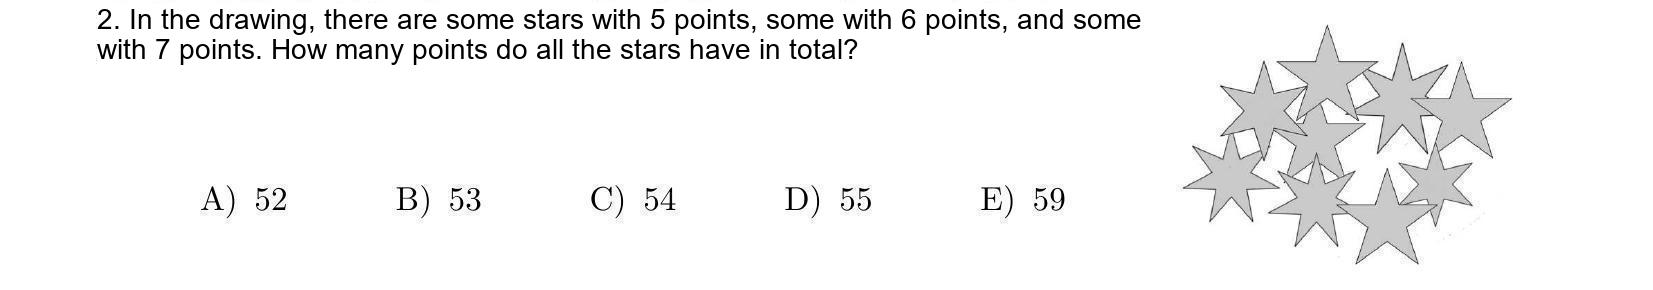 2. In the drawing, there are some stars with 5 points, some with 6 points, and some
with 7 points. How many points do all the stars have in total?
A) 52 B) 53 C) 54 D) 55 E) 59